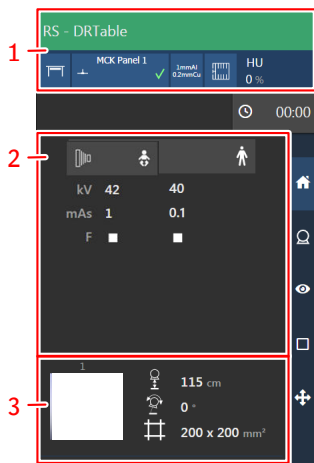 RS - DRTable
1
MCK Panel 1
1mmAl
0.2mmCu
HU
0 %
00:00
2
kV 42 40
mAs 1 0.1
F
1
115 cm
3
0 °
200 x 200 mm²